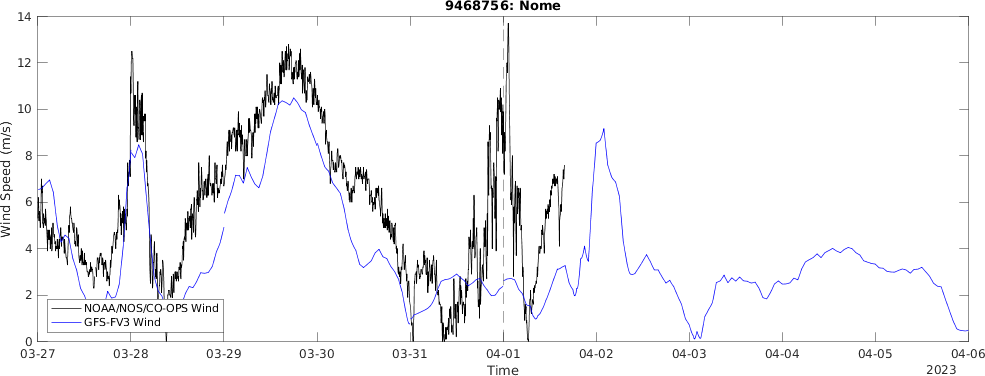 9468756: Nome
14
12
10
8
6
4
2
0
Wind Speed (m/s)
NOAA/NOS/CO-OPS Wind
GFS-FV3 Wind
03-27 03-28 03-29 03-30 03-31 04-01 04-02 04-03 04-04 04-05 04-06
Time
2023